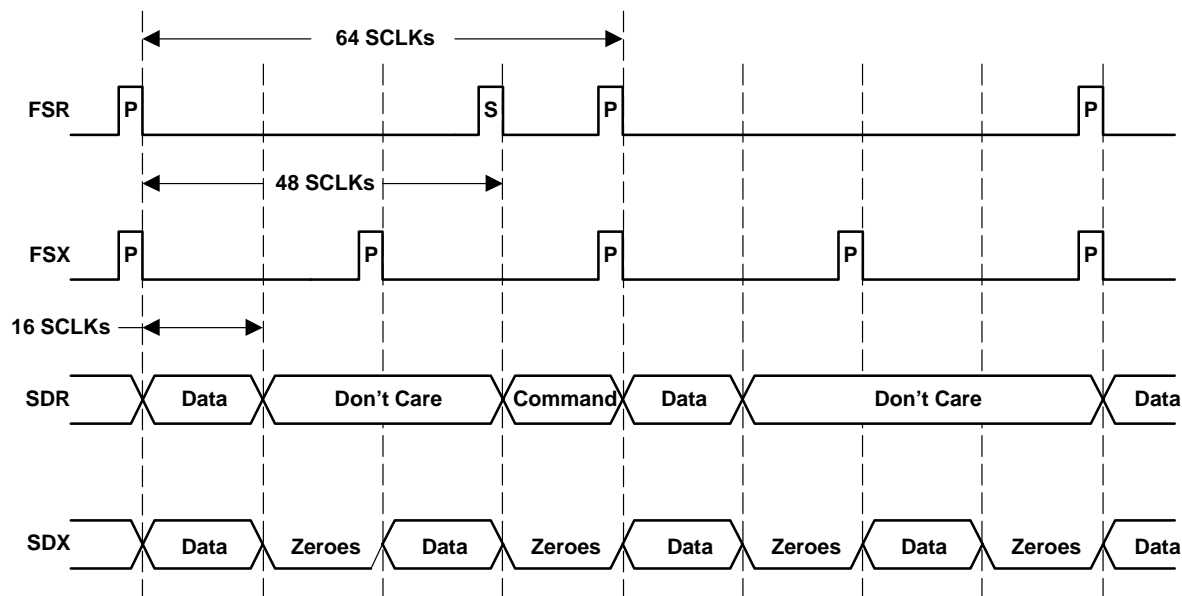 64 SCLKs
FSR P S P P
48 SCLKs
FSX P P P P P
16 SCLKs
SDR Data Don't Care Command Data Don't Care Data
SDX Data Zeroes Data Zeroes Data Zeroes Data Zeroes Data